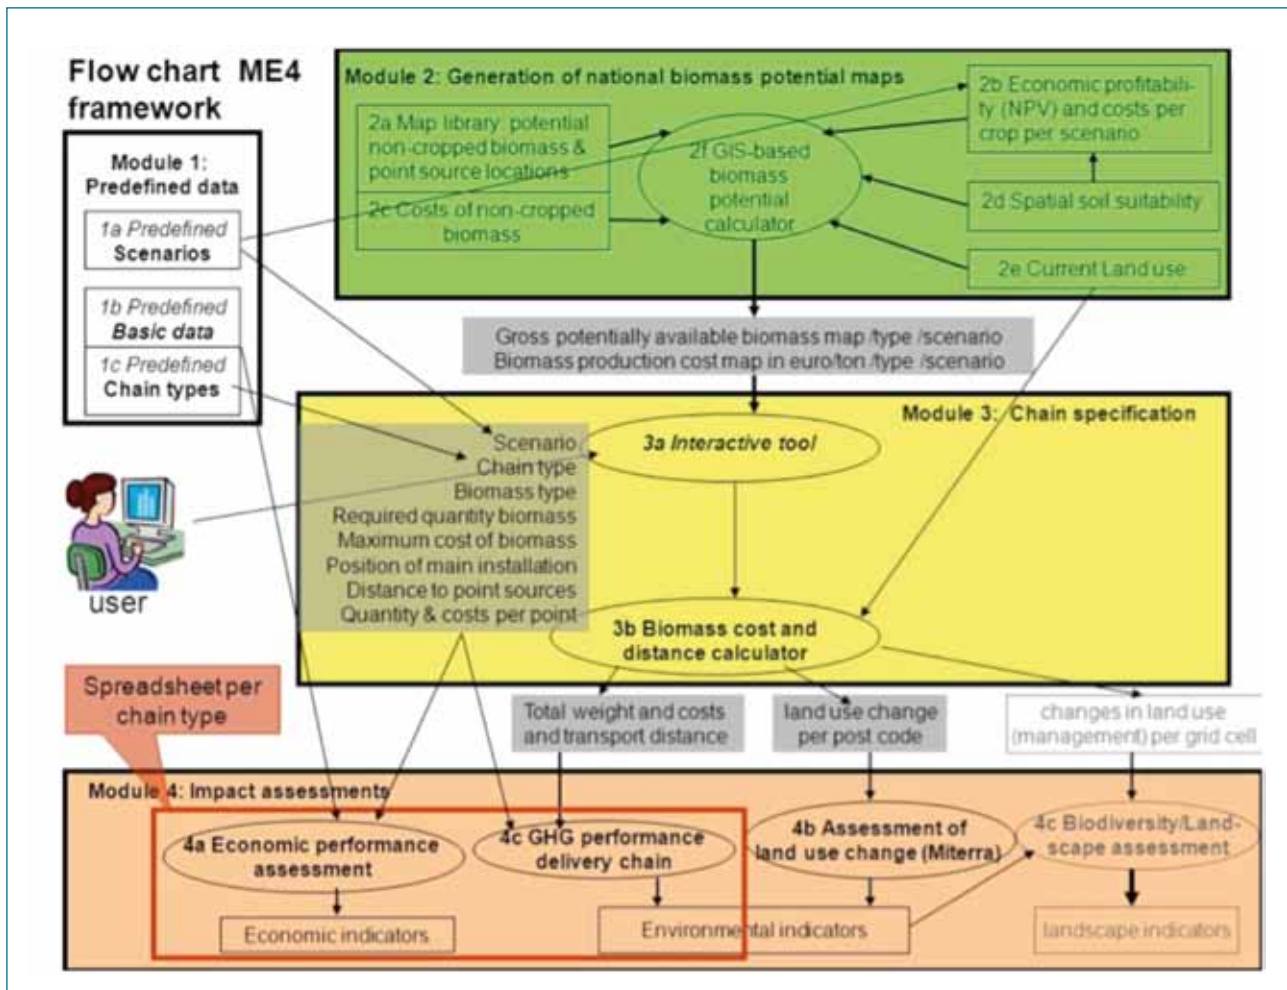 Flow chart ME4
framework
Module 1:
Predefined data
1a Predefined
Scenarios
1b Predefined
Basic data
1c Predefined
Chain types
user
Module 2: Generation of national biomass potential maps
2a Map library: potential
non-cropped biomass &
point source locations
2c Costs of non-cropped
biomass
2f GIS-based
biomass
potential
calculator
2b Economic profitabili-
ty (NPV) and costs per
crop per scenario
2d Spatial soil suitability
2e Current Land use
Gross potentially available biomass map /type /scenario
Biomass production cost map in euro/ton /type /scenario
Module 3: Chain specification
Scenario
Chain type
Biomass type
Required quantity biomass
Maximum cost of biomass
Position of main installation
Distance to point sources
Quantity & costs per point
3a Interactive tool
3b Biomass cost and
distance calculator
Spreadsheet per
chain type
Total weight and costs
and transport distance
land use change
per post code
changes in land use
(management) per grid cell
Module 4: Impact assessments
4a Economic performance
assessment
4c GHG performance
delivery chain
4b Assessment of
land use change (Miterra)
4c Biodiversity/Land-
scape assessment
Economic indicators
Environmental indicators
landscape indicators